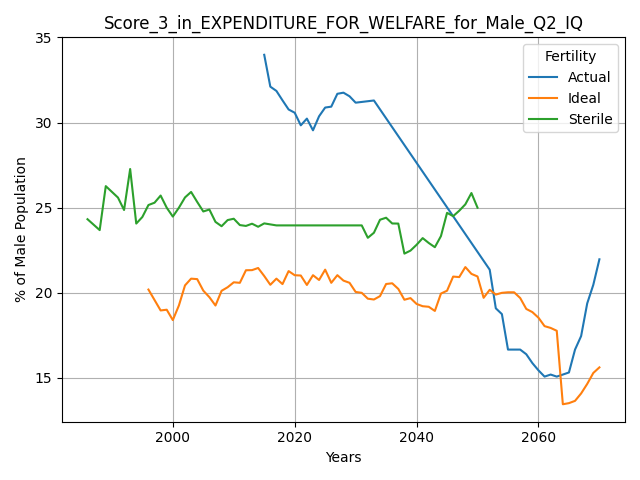 Score_3_in_EXPENDITURE_FOR_WELFARE_for_Male_Q2_IQ
% of Male Population
35
30
25
20
15
Fertility
Actual
Ideal
Sterile
2000
2020
2040
2060
Years